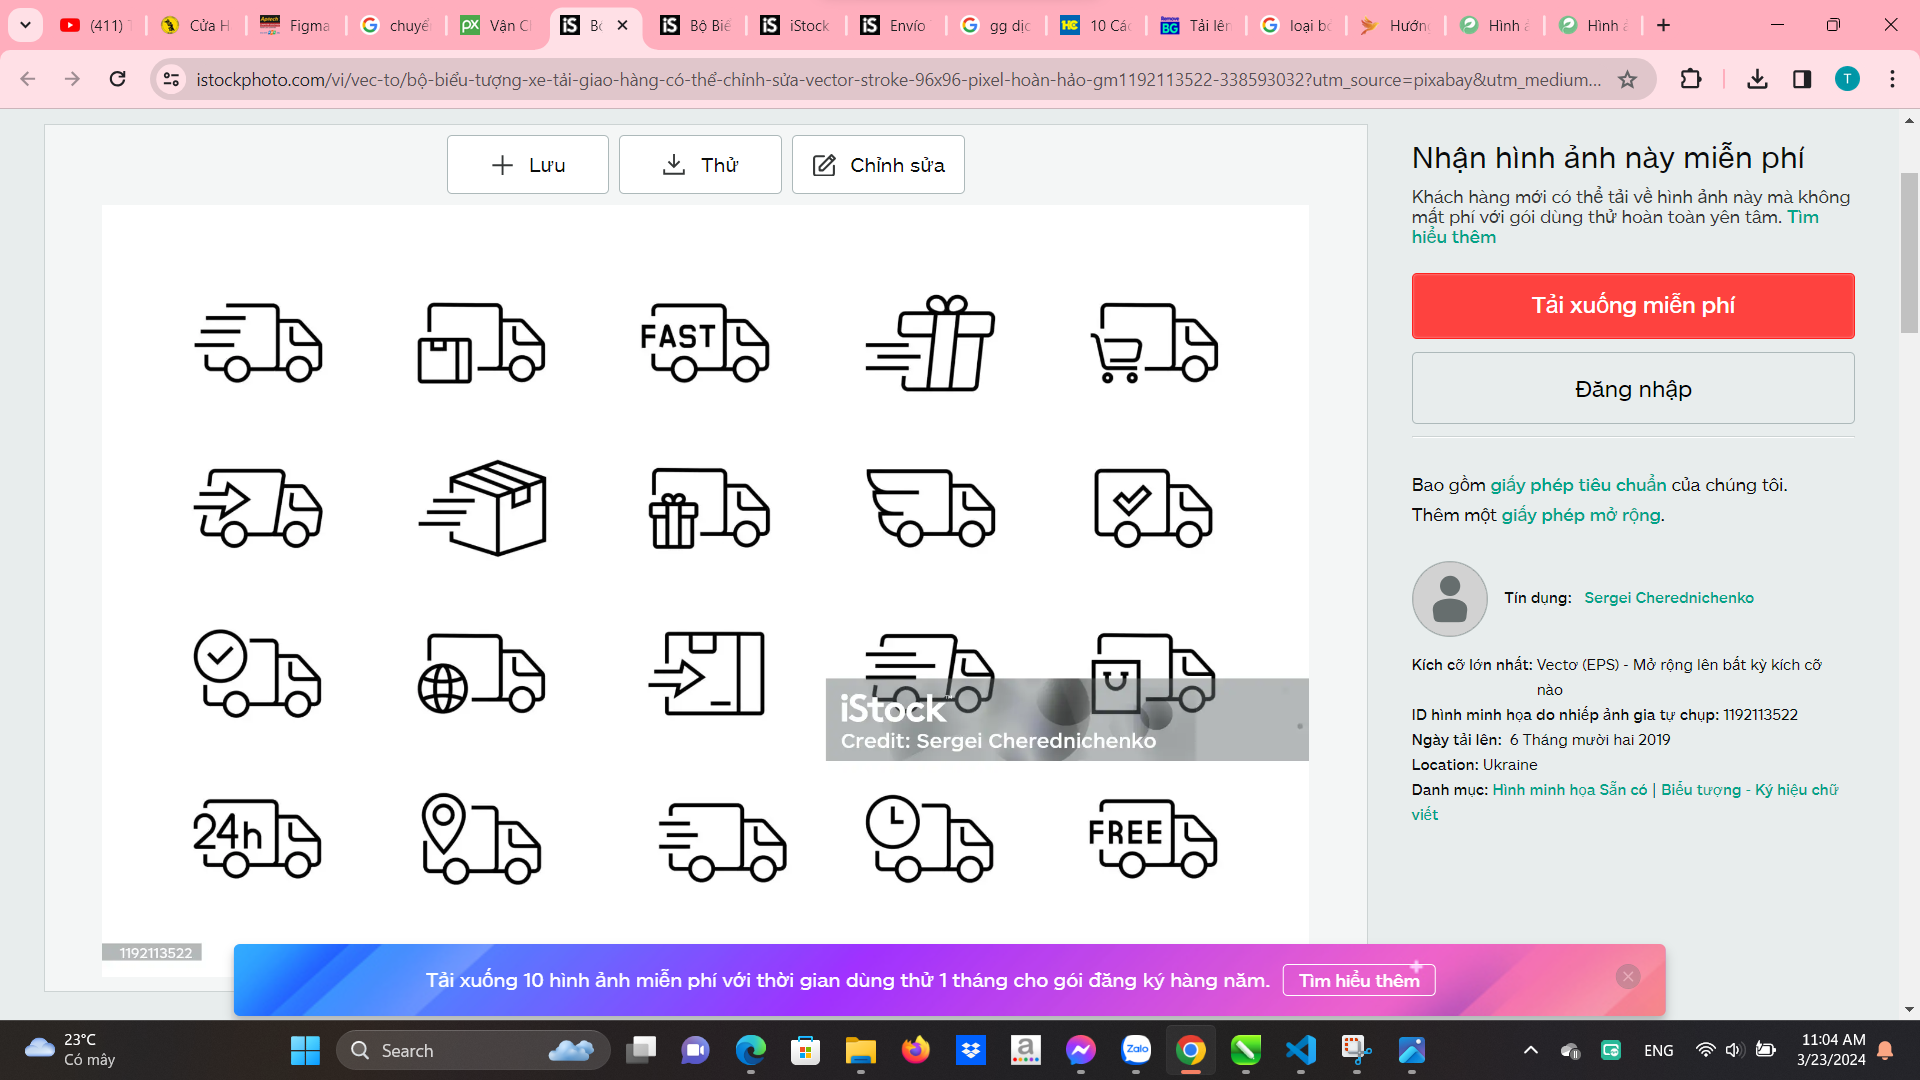 (411) T
Cửa H
Figma
chuyể
Vận Ch
Bộ
Bộ Biể
iStock
Envío
gg dịc
10 Các
Tải lên
loại bỏ
Hướng
Hình ả
Hình ả
istockphoto.com/vi/vec-to/bộ-biểu-tượng-xe-tải-giao-hàng-có-thể-chỉnh-sửa-vector-stroke-96x96-pixel-hoàn-hảo-gm1192113522-338593032?utm_source=pixabay&utm_medium...
T
Lưu
Thử
Chỉnh sửa
FAST
24h
FREE
iStock™
Credit: Sergei Cherednichenko
1192113522
Nhận hình ảnh này miễn phí
Khách hàng mới có thể tải về hình ảnh này mà không
mất phí với gói dùng thử hoàn toàn yên tâm. Tìm
hiểu thêm
Tải xuống miễn phí
Đăng nhập
Bao gồm giấy phép tiêu chuẩn của chúng tôi.
Thêm một giấy phép mở rộng.
Tín dụng: Sergei Cherednichenko
Kích cỡ lớn nhất: Vectơ (EPS) - Mở rộng lên bất kỳ kích cỡ
nào
ID hình minh họa do nhiếp ảnh gia tự chụp: 1192113522
Ngày tải lên: 6 Tháng mười hai 2019
Location: Ukraine
Danh mục: Hình minh họa Sẵn có | Biểu tượng - Ký hiệu chữ
viết
Tải xuống 10 hình ảnh miễn phí với thời gian dùng thử 1 tháng cho gói đăng ký hàng năm. Tìm hiểu thêm
23°C
Có mây
Search
Zalo
ENG
11:04 AM
3/23/2024